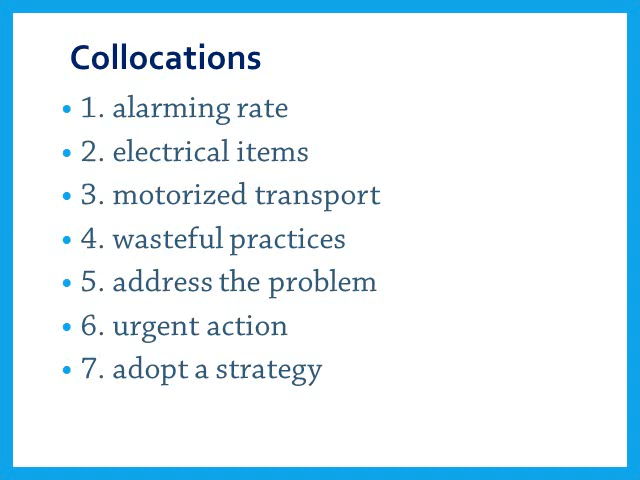 Collocations
• 1. alarming rate
• 2. electrical items
• 3. motorized transport
• 4. wasteful practices
• 5. address the problem
• 6. urgent action
• 7. adopt a strategy